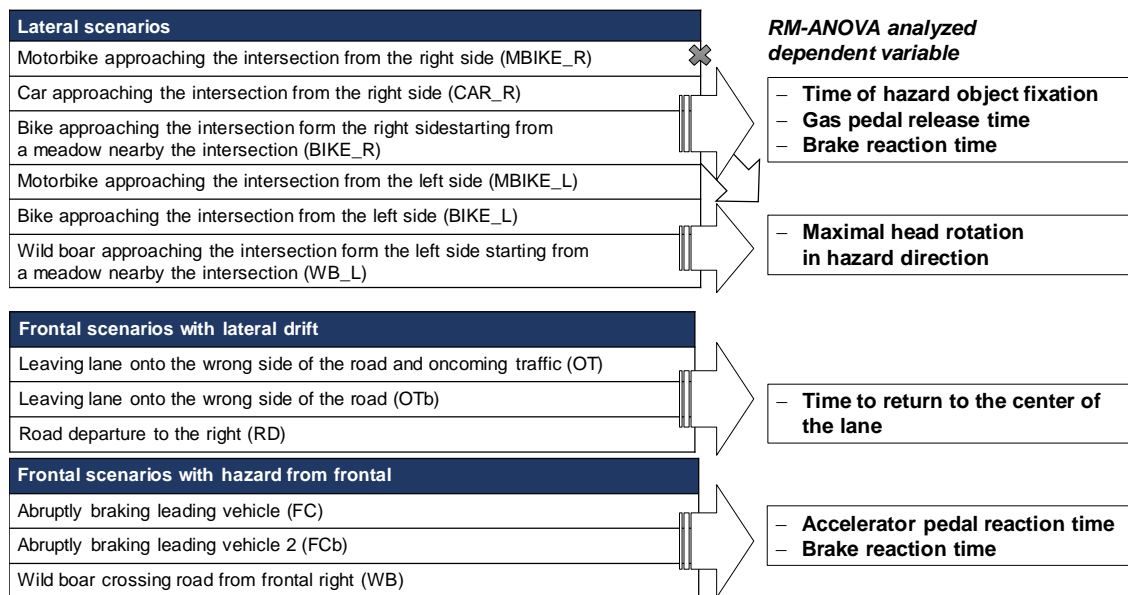 Lateral scenarios
Motorbike approaching the intersection from the right side (MBIKE_R)
Car approaching the intersection from the right side (CAR_R)
Bike approaching the intersection form the right sidestarting from
a meadow nearby the intersection (BIKE_R)
Motorbike approaching the intersection from the left side (MBIKE_L)
Bike approaching the intersection from the left side (BIKE_L)
Wild boar approaching the intersection form the left side starting from
a meadow nearby the intersection (WB_L)
RM-ANOVA analyzed
dependent variable
– Time of hazard object fixation
– Gas pedal release time
– Brake reaction time
– Maximal head rotation
in hazard direction
Frontal scenarios with lateral drift
Leaving lane onto the wrong side of the road and oncoming traffic (OT)
Leaving lane onto the wrong side of the road (OTb)
Road departure to the right (RD)
– Time to return to the center of
the lane
Frontal scenarios with hazard from frontal
Abruptly braking leading vehicle (FC)
Abruptly braking leading vehicle 2 (FCb)
Wild boar crossing road from frontal right (WB)
– Accelerator pedal reaction time
– Brake reaction time